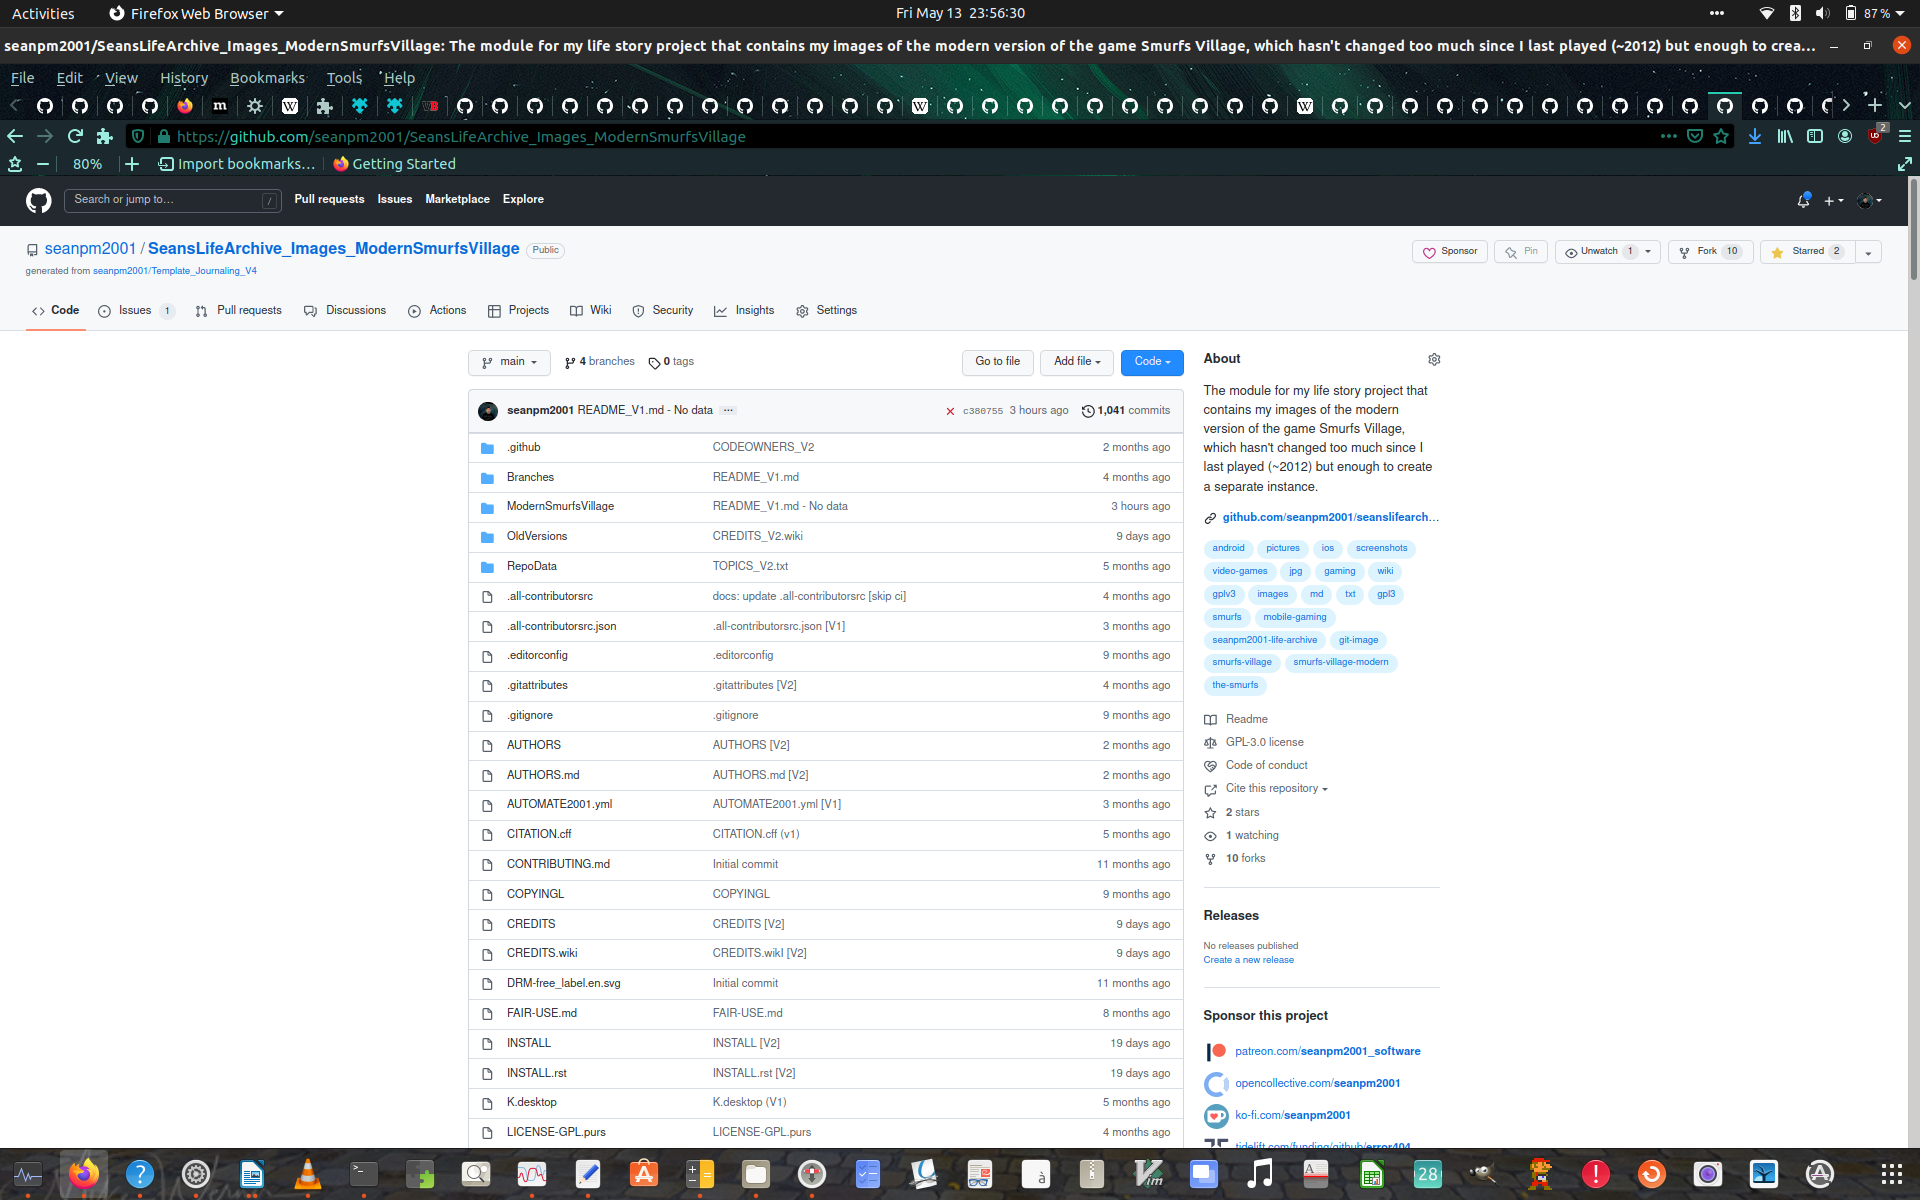 Activities Firefox Web Browser Fri May 13 23:56:30 87 %
seanpm2001/SeansLifeArchive_Images_ModernSmurfsVillage: The module for my life story project that contains my images of the modern version of the game Smurfs Village, which hasn't changed too much since I last played (~2012) but enough to crea…
File Edit View History Bookmarks Tools Help
https://github.com/seanpm2001/SeansLifeArchive_Images_ModernSmurfsVillage 2
80% Import bookmarks… Getting Started
Search or jump to… / Pull requests Issues Marketplace Explore
seanpm2001 / SeansLifeArchive_Images_ModernSmurfsVillage Public Sponsor Pin Unwatch 1 Fork 10 Starred 2
generated from seanpm2001/Template_Journaling_V4
Code Issues 1 Pull requests Discussions Actions Projects Wiki Security Insights Settings
main 4 branches 0 tags Go to file Add file Code
seanpm2001 README_V1.md - No data … c380755 3 hours ago 1,041 commits
.github CODEOWNERS_V2 2 months ago
Branches README_V1.md 4 months ago
ModernSmurfsVillage README_V1.md - No data 3 hours ago
OldVersions CREDITS_V2.wiki 9 days ago
RepoData TOPICS_V2.txt 5 months ago
.all-contributorsrc docs: update .all-contributorsrc [skip ci] 4 months ago
.all-contributorsrc.json .all-contributorsrc.json [V1] 3 months ago
.editorconfig .editorconfig 9 months ago
.gitattributes .gitattributes [V2] 4 months ago
.gitignore .gitignore 9 months ago
AUTHORS AUTHORS [V2] 2 months ago
AUTHORS.md AUTHORS.md [V2] 2 months ago
AUTOMATE2001.yml AUTOMATE2001.yml [V1] 3 months ago
CITATION.cff CITATION.cff (v1) 5 months ago
CONTRIBUTING.md Initial commit 11 months ago
COPYINGL COPYINGL 9 months ago
CREDITS CREDITS [V2] 9 days ago
CREDITS.wiki CREDITS.wikI [V2] 9 days ago
DRM-free_label.en.svg Initial commit 11 months ago
FAIR-USE.md FAIR-USE.md 8 months ago
INSTALL INSTALL [V2] 19 days ago
INSTALL.rst INSTALL.rst [V2] 19 days ago
K.desktop K.desktop (V1) 5 months ago
LICENSE-GPL.purs LICENSE-GPL.purs 4 months ago
About
The module for my life story project that
contains my images of the modern
version of the game Smurfs Village,
which hasn't changed too much since I
last played (~2012) but enough to create
a separate instance.
github.com/seanpm2001/seanslifearch…
android pictures ios screenshots
video-games jpg gaming wiki
gplv3 images md txt gpl3
smurfs mobile-gaming
seanpm2001-life-archive git-image
smurfs-village smurfs-village-modern
the-smurfs
Readme
GPL-3.0 license
Code of conduct
Cite this repository
2 stars
1 watching
10 forks
Releases
No releases published
Create a new release
Sponsor this project
patreon.com/seanpm2001_software
opencollective.com/seanpm2001
ko-fi.com/seanpm2001
tidelift.com/funding/github/error404
28